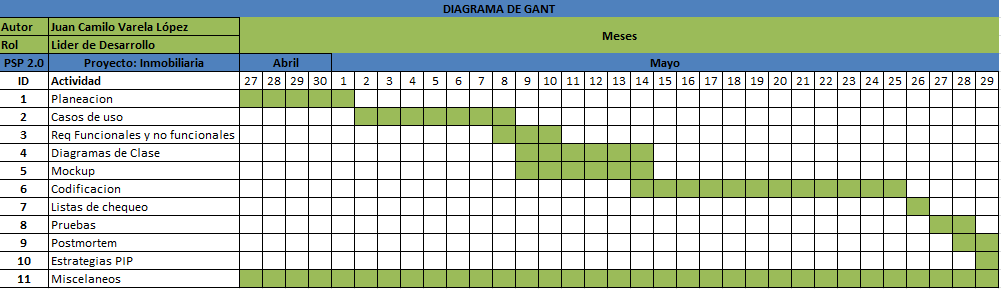 DIAGRAMA DE GANT
Autor Juan Camilo Varela López
Meses
Rol Lider de Desarrollo
PSP 2.0 Proyecto: Inmobiliaria Abril Mayo
ID Actividad 27 28 29 30 1 2 3 4 5 6 7 8 9 10 11 12 13 14 15 16 17 18 19 20 21 22 23 24 25 26 27 28 29
1 Planeacion
2 Casos de uso
3 Req Funcionales y no funcionales
4 Diagramas de Clase
5 Mockup
6 Codificacion
7 Listas de chequeo
8 Pruebas
9 Postmortem
10 Estrategias PIP
11 Miscelaneos